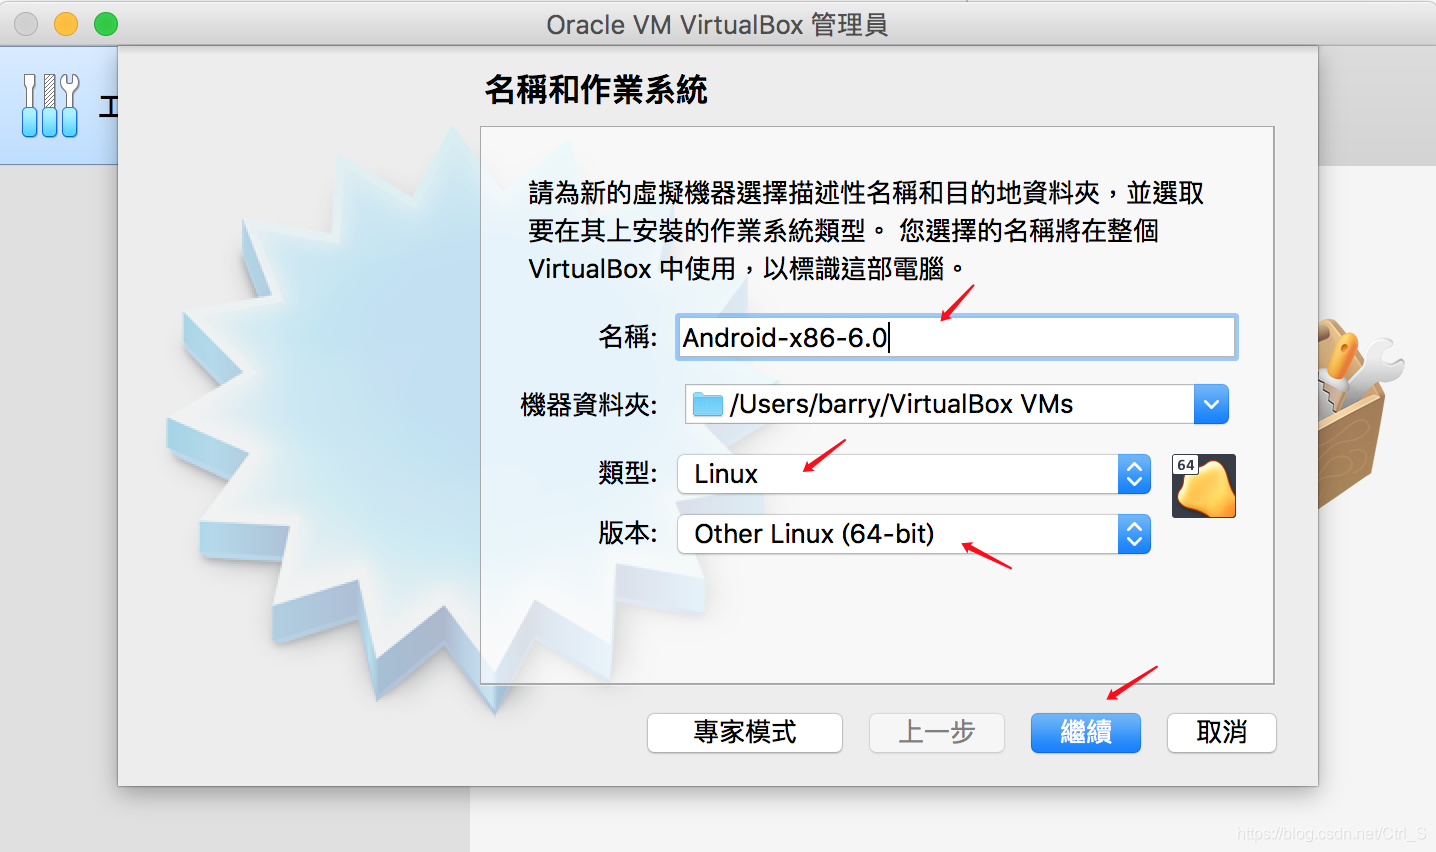 Oracle VM VirtualBox 管理員
工
名稱和作業系統
請為新的虛擬機器選擇描述性名稱和目的地資料夾，並選取
要在其上安裝的作業系統類型。 您選擇的名稱將在整個
VirtualBox 中使用，以標識這部電腦。
名稱: Android-x86-6.0
機器資料夾: /Users/barry/VirtualBox VMs
類型: Linux
64
版本: Other Linux (64-bit)
專家模式 上一步 繼續 取消
https://blog.csdn.net/Ctrl_S